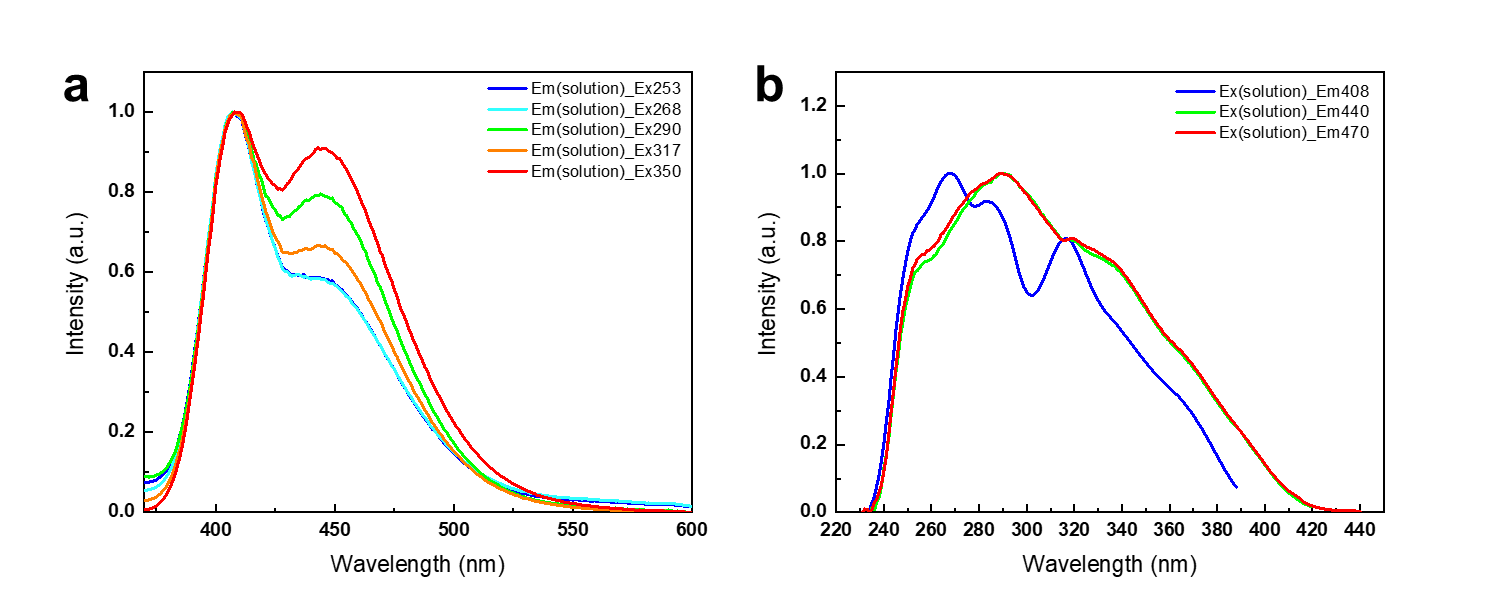 a
Em(solution)_Ex253
Em(solution)_Ex268
Em(solution)_Ex290
Em(solution)_Ex317
Em(solution)_Ex350
1.0
0.8
0.6
0.4
0.2
0.0
Intensity (a.u.)
400 450 500 550 600
Wavelength (nm)
b
Ex(solution)_Em408
Ex(solution)_Em440
Ex(solution)_Em470
1.2
1.0
0.8
0.6
0.4
0.2
0.0
Intensity (a.u.)
220 240 260 280 300 320 340 360 380 400 420 440
Wavelength (nm)